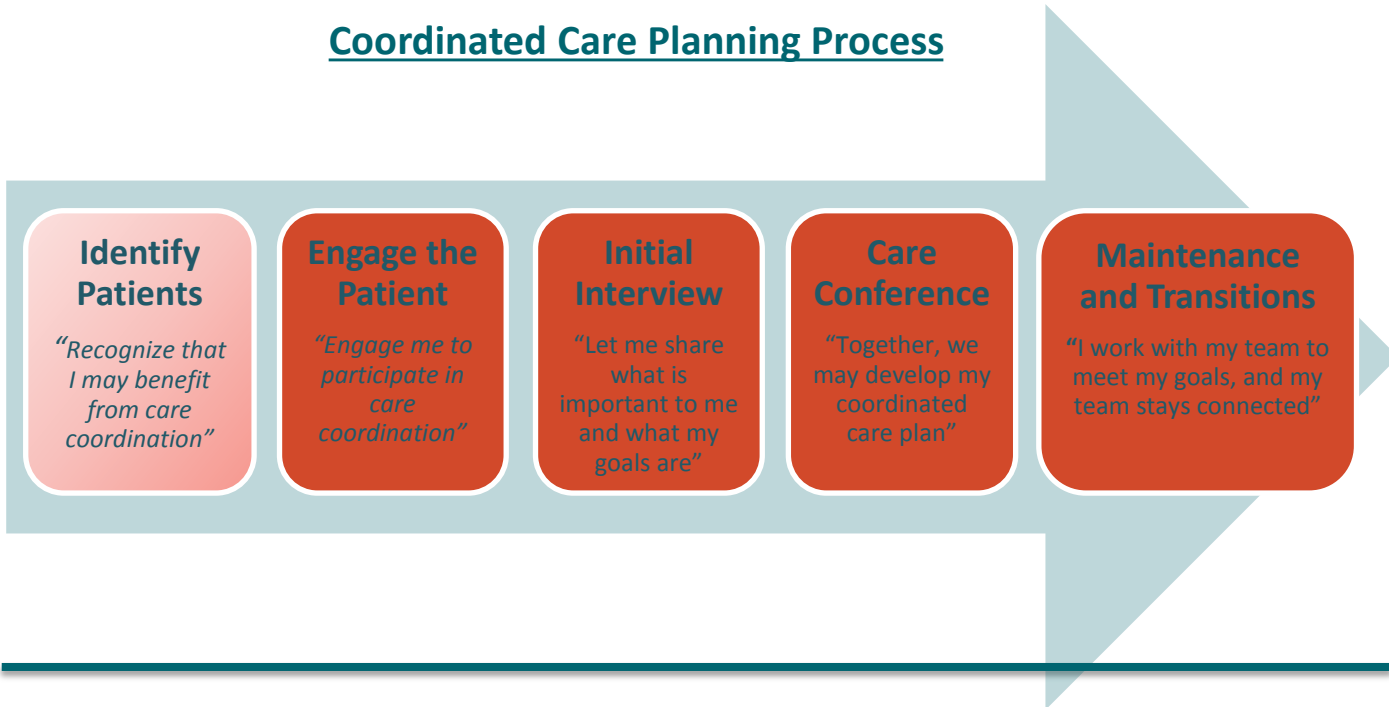 Coordinated Care Planning Process
Identify
Patients
“Recognize that
I may benefit
from care
coordination”
Engage the
Patient
“Engage me to
participate in
care
coordination”
Initial
Interview
“Let me share
what is
important to me
and what my
goals are”
Care
Conference
“Together, we
may develop my
coordinated
care plan”
Maintenance
and Transitions
“I work with my team to
meet my goals, and my
team stays connected”